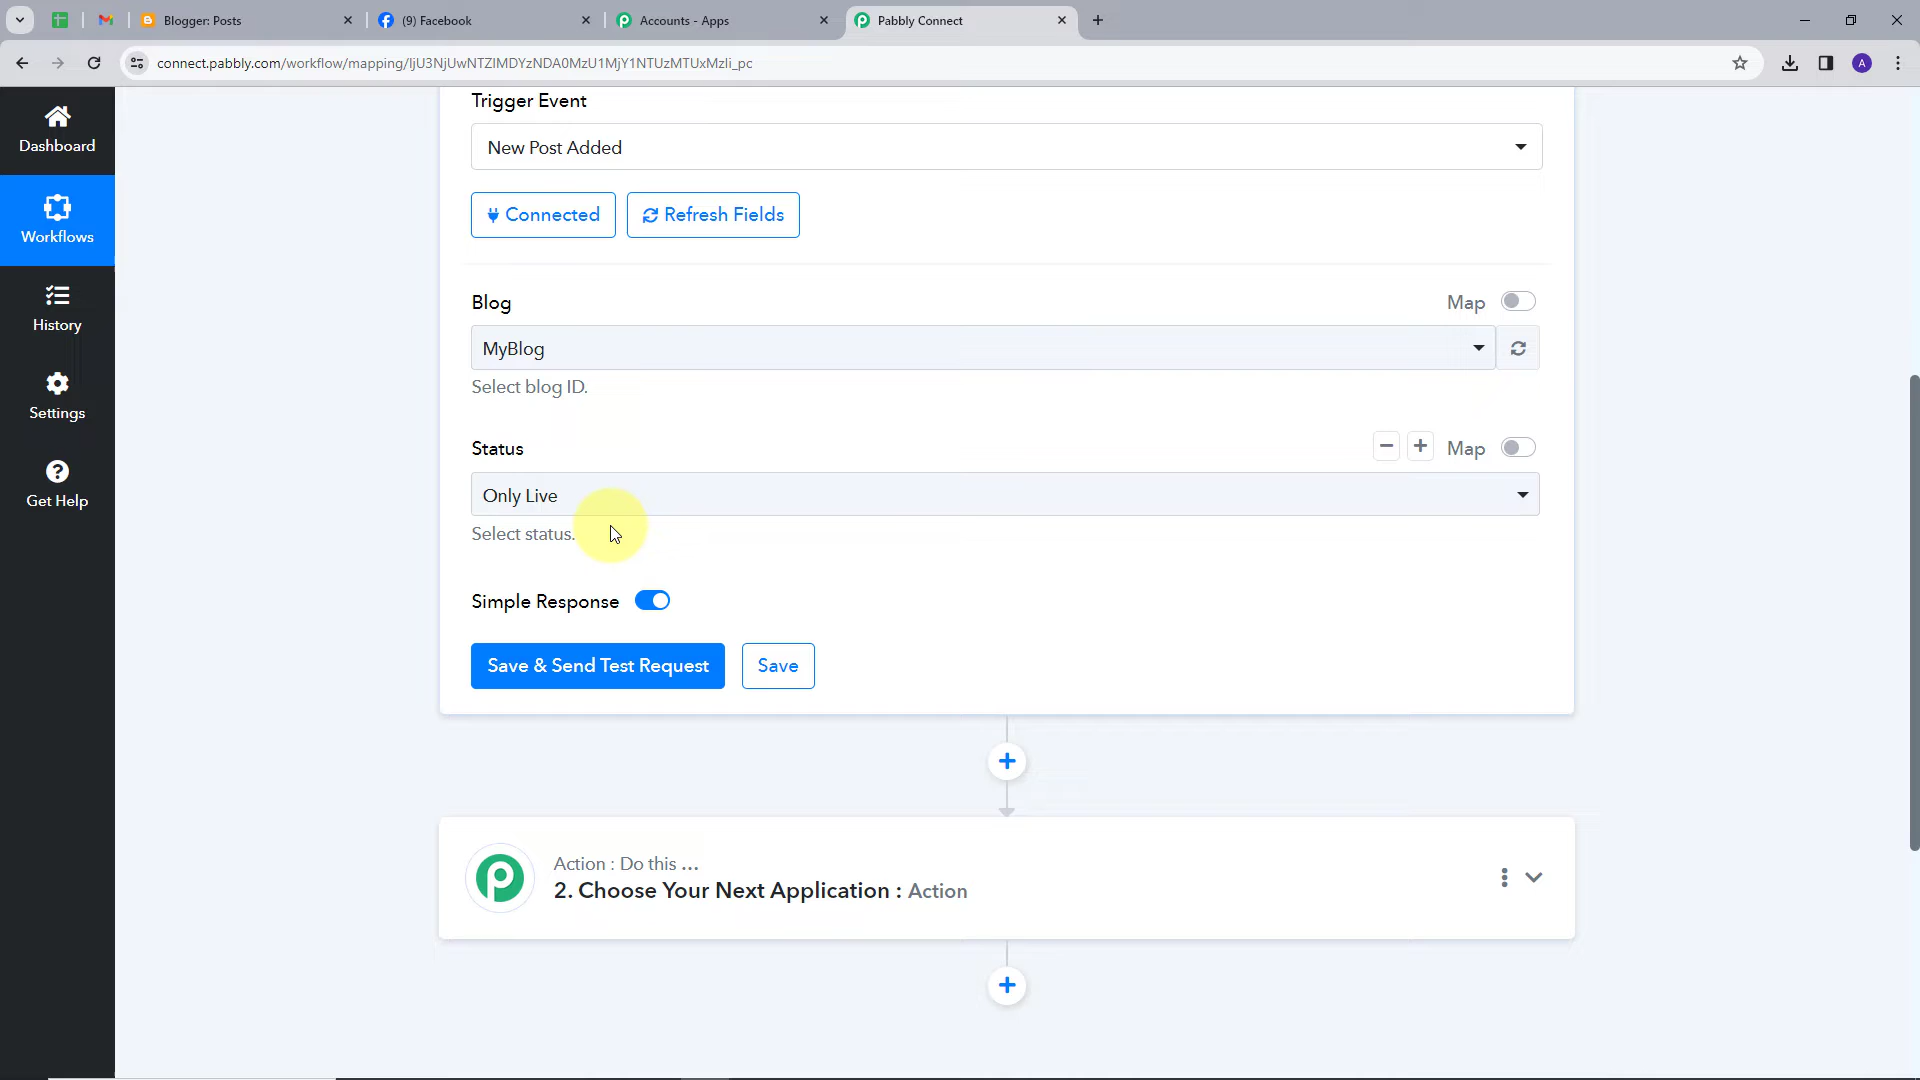 Blogger: Posts
(9) Facebook
Accounts - Apps
Pabbly Connect
connect.pabbly.com/workflow/mapping/IjU3NjUwNTZlMDYzNDA0MzU1MjY1NTUzMTUxMzIi_pc
A
Dashboard
Workflows
History
Settings
Get Help
Trigger Event
New Post Added
Connected
Refresh Fields
Blog
Map
MyBlog
Select blog ID.
Status
Map
Only Live
Select status.
Simple Response
Save & Send Test Request
Save
Action : Do this ...
2. Choose Your Next Application : Action